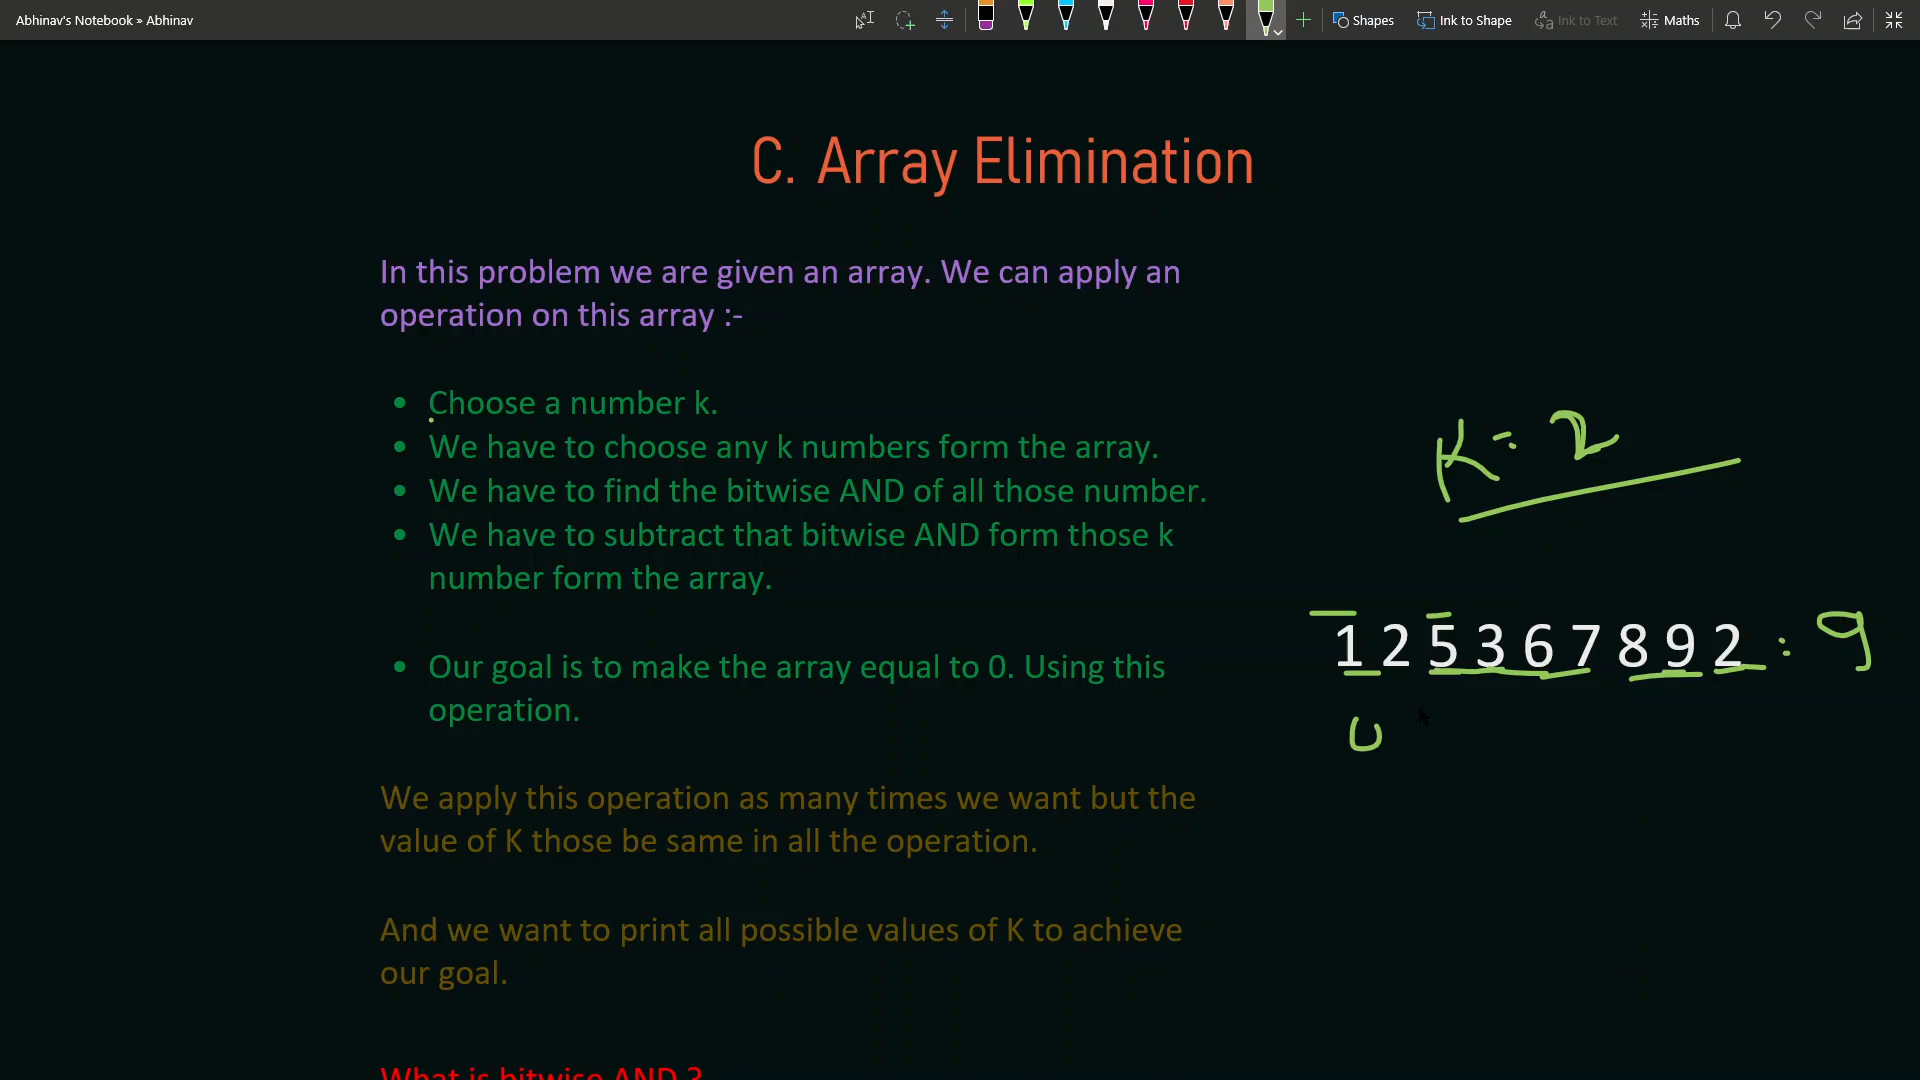 Abhinav's Notebook » Abhinav
Shapes
Ink to Shape
Ink to Text
Maths
C. Array Elimination
In this problem we are given an array. We can apply an
operation on this array :-
• Choose a number k.
• We have to choose any k numbers form the array.
• We have to find the bitwise AND of all those number.
• We have to subtract that bitwise AND form those k
number form the array.
K = 2
1 2 5 3 6 7 8 9 2 : 9
0
• Our goal is to make the array equal to 0. Using this
operation.
We apply this operation as many times we want but the
value of K those be same in all the operation.
And we want to print all possible values of K to achieve
our goal.
What is bitwise AND ?